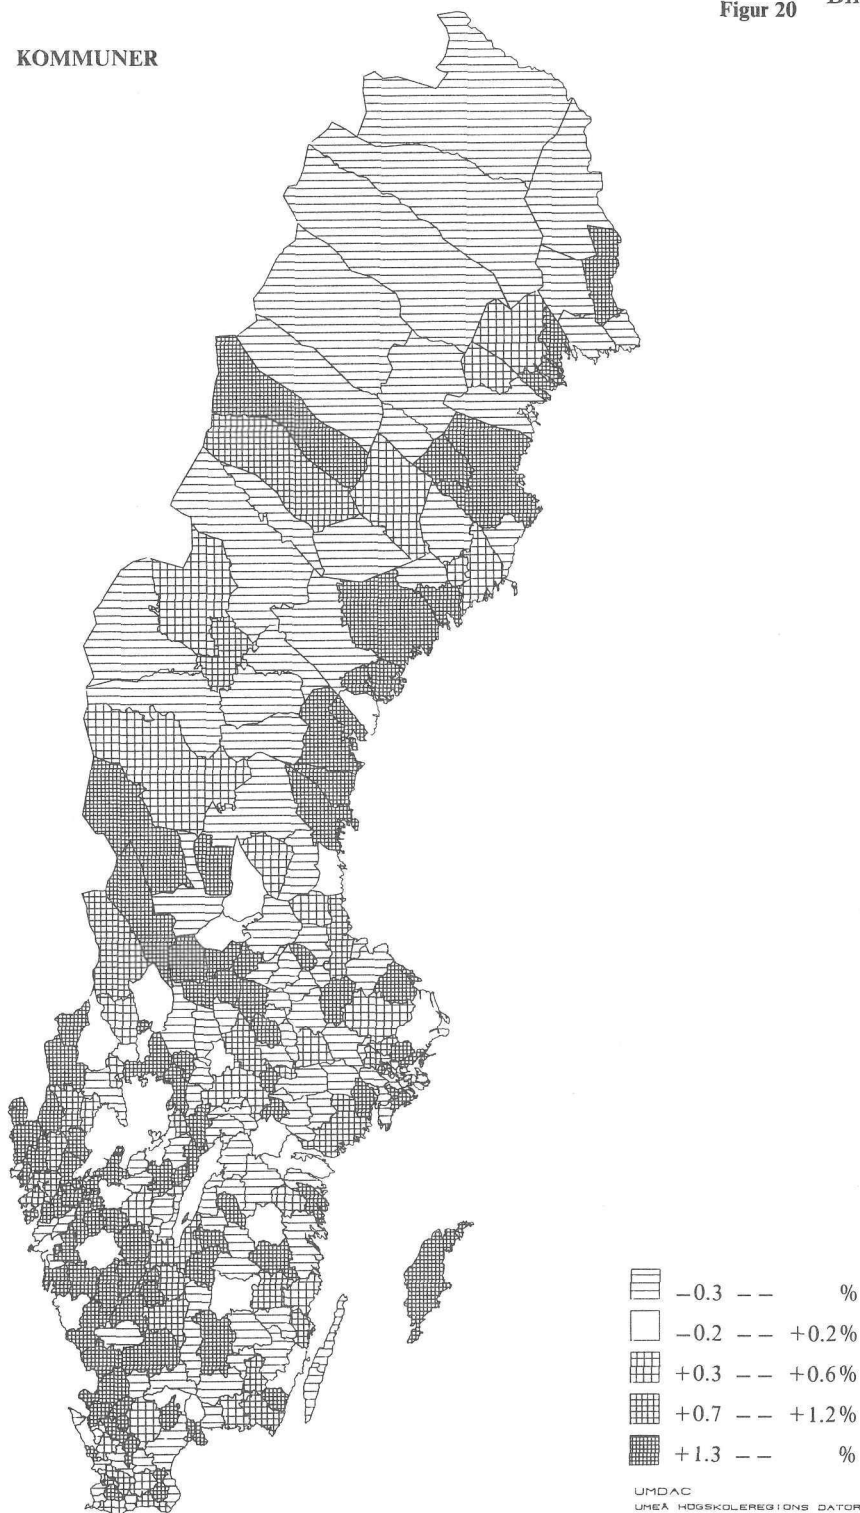 Figur 20
KOMMUNER
−0.3 – – %
−0.2 – – +0.2%
+0.3 – – +0.6%
+0.7 – – +1.2%
+1.3 – – %
UMDAC
UMEÅ HÖGSKOLEREGIONS DATOR